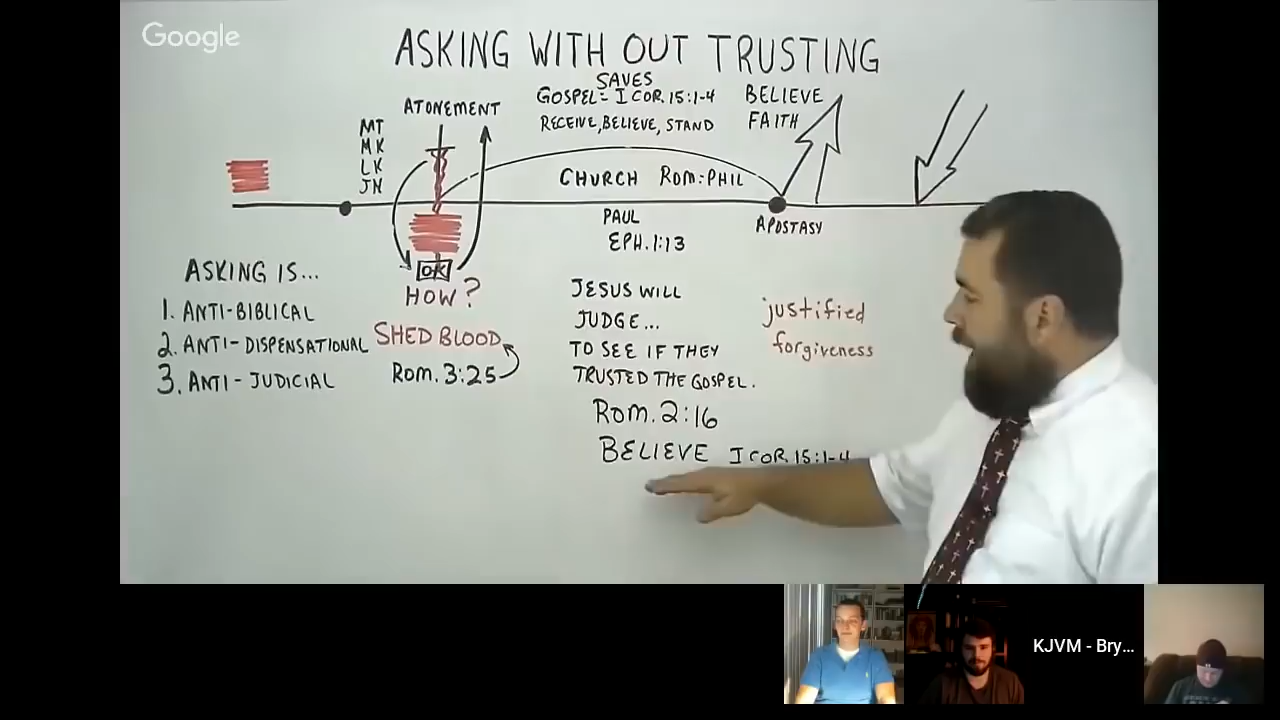 Google
ASKING WITH OUT TRUSTING
SAVES
GOSPEL = I COR. 15:1-4
RECEIVE, BELIEVE, STAND
BELIEVE
FAITH
ATONEMENT
MT
MK
LK
JN
CHURCH ROM:PHIL
PAUL
EPH. 1:13
APOSTASY
OK
HOW?
SHED BLOOD
ROM. 3:25
ASKING IS...
1. ANTI-BIBLICAL
2. ANTI-DISPENSATIONAL
3. ANTI-JUDICIAL
JESUS WILL
JUDGE...
TO SEE IF THEY
TRUSTED THE GOSPEL.
ROM. 2:16
BELIEVE I COR. 15:1-4
justified
forgiveness
KJVM - Bry...